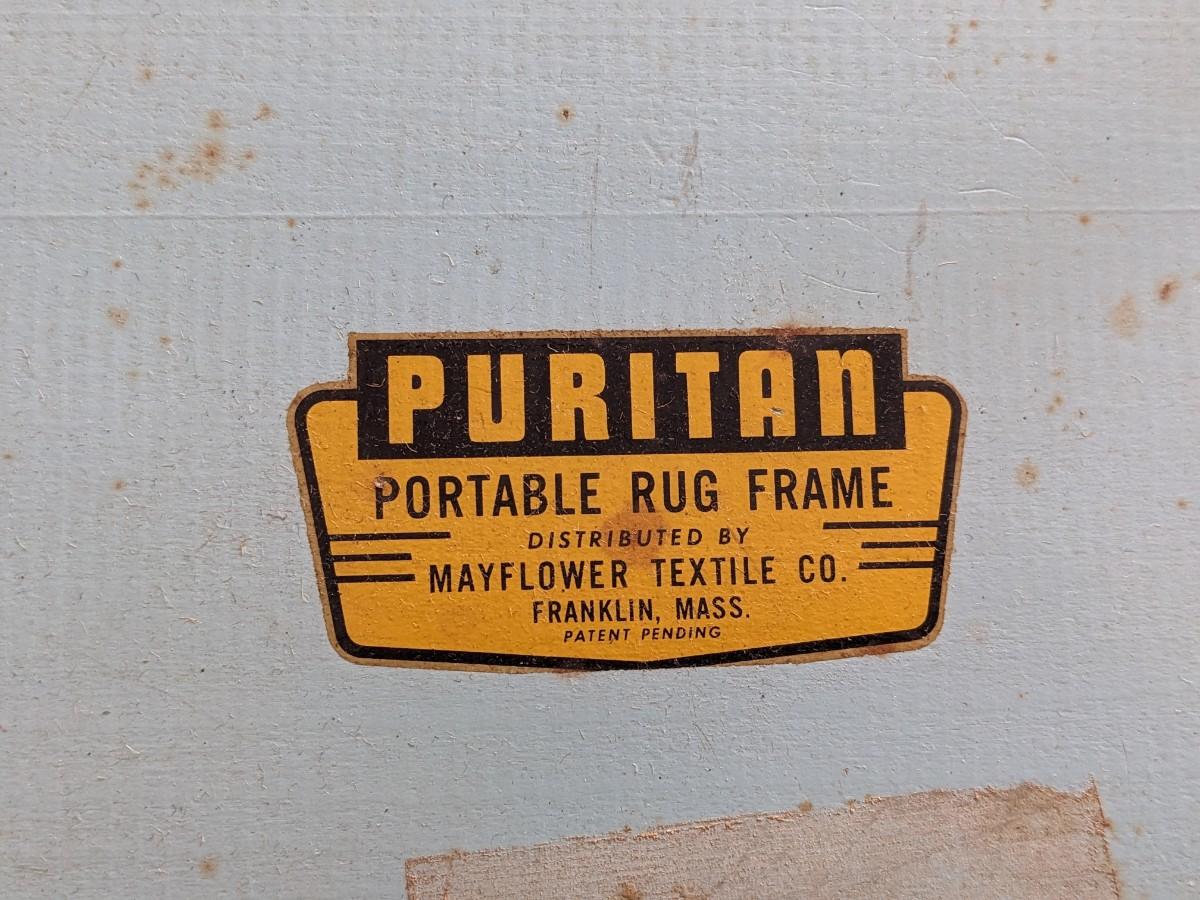 PURITAN
PORTABLE RUG FRAME
DISTRIBUTED BY
MAYFLOWER TEXTILE CO.
FRANKLIN, MASS.
PATENT PENDING